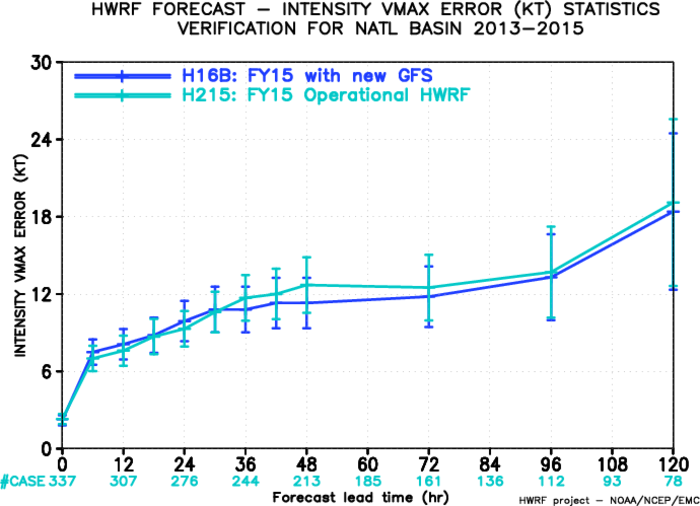 HWRF FORECAST – INTENSITY VMAX ERROR (KT) STATISTICS
VERIFICATION FOR NATL BASIN 2013–2015
H16B: FY15 with new GFS
H215: FY15 Operational HWRF
INTENSITY VMAX ERROR (KT)
30
24
18
12
6
0
0 12 24 36 48 60 72 84 96 108 120
#CASE 337 307 276 244 213 185 161 136 112 93 78
Forecast lead time (hr)
HWRF project – NOAA/NCEP/EMC